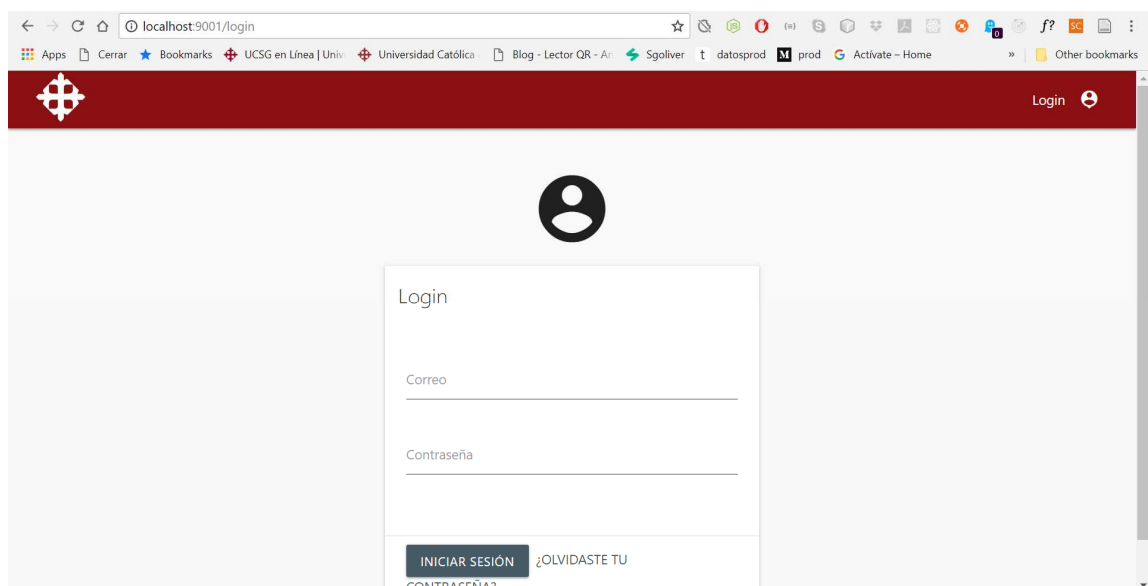 localhost:9001/login
Apps Cerrar Bookmarks UCSG en Línea | Univ Universidad Católica Blog - Lector QR - An Sgoliver t datosprod M prod G Actívate – Home » Other bookmarks
Login
Login
Correo
Contraseña
INICIAR SESIÓN ¿OLVIDASTE TU
CONTRASEÑA?